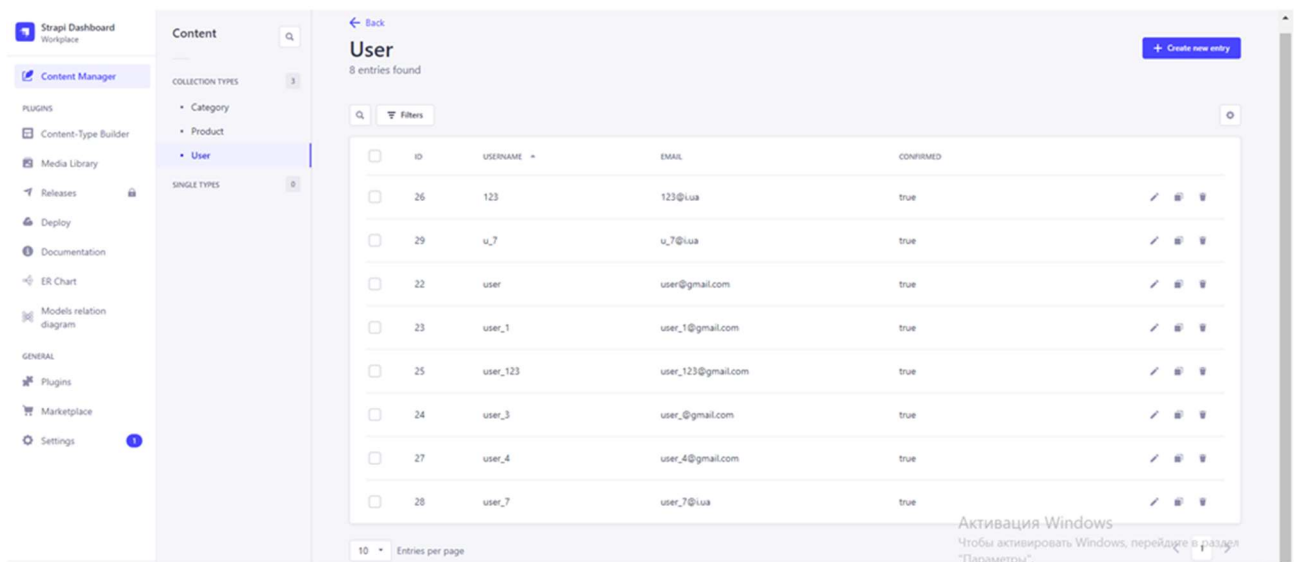 Strapi Dashboard
Workplace
Content Manager
PLUGINS
Content-Type Builder
Media Library
Releases
Deploy
Documentation
ER Chart
Models relation
diagram
GENERAL
Plugins
Marketplace
Settings 1
Content
COLLECTION TYPES 3
Category
Product
User
SINGLE TYPES 0
Back
User
8 entries found
+ Create new entry
Filters
ID USERNAME EMAIL CONFIRMED
26 123 123@i.ua true
29 u_7 u_7@i.ua true
22 user user@gmail.com true
23 user_1 user_1@gmail.com true
25 user_123 user_123@gmail.com true
24 user_3 user_@gmail.com true
27 user_4 user_4@gmail.com true
28 user_7 user_7@i.ua true
10 Entries per page
1
Активация Windows
Чтобы активировать Windows, перейдите в раздел
"Параметры".